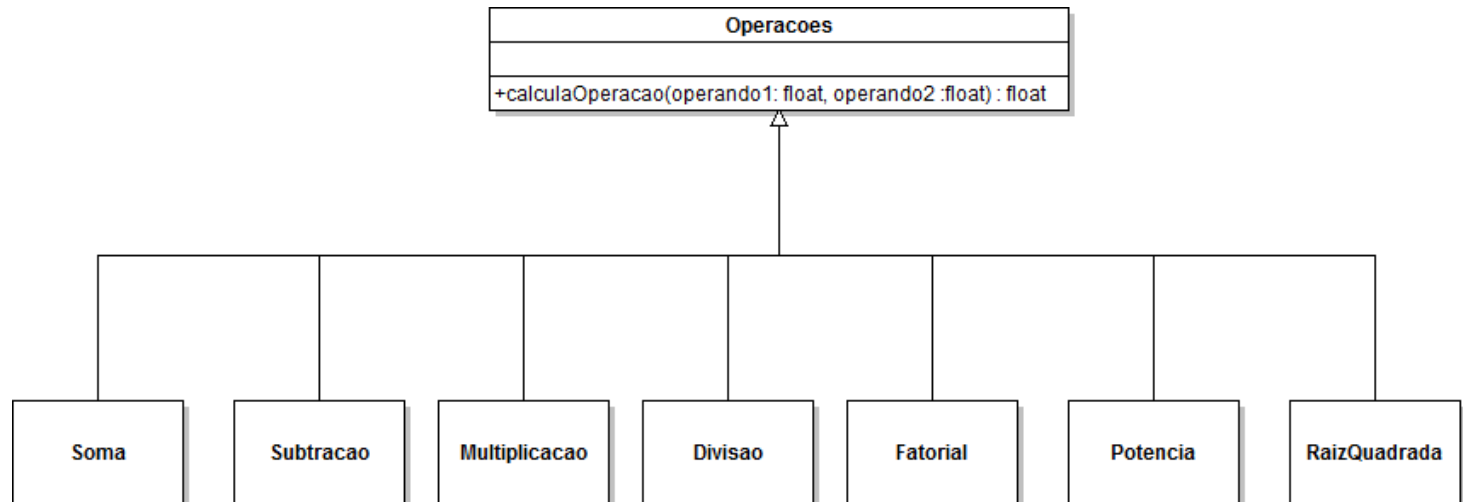 Operacoes
+calculaOperacao(operando1: float, operando2 :float) : float
Soma
Subtracao
Multiplicacao
Divisao
Fatorial
Potencia
RaizQuadrada